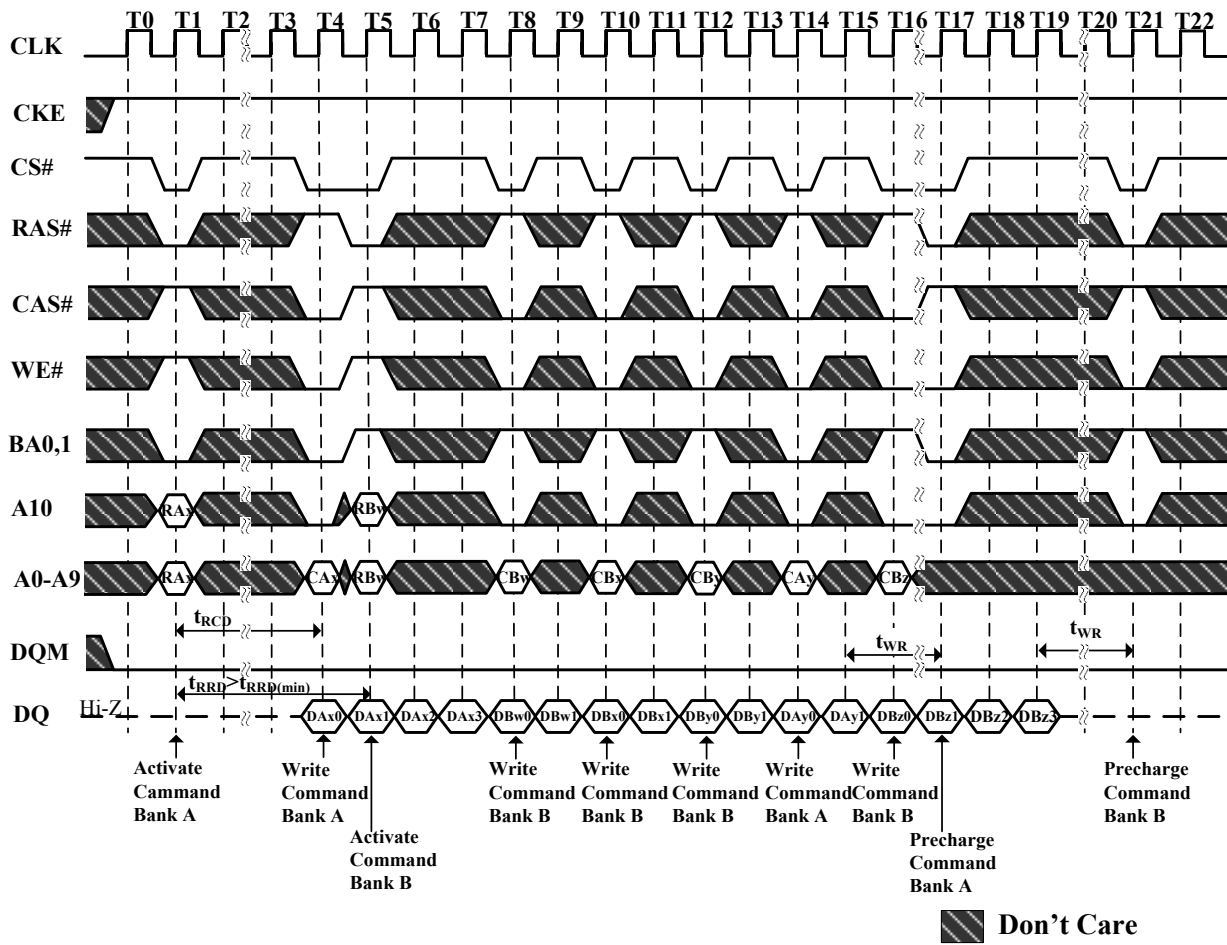 T0 T1 T2 T3 T4 T5 T6 T7 T8 T9 T10 T11 T12 T13 T14 T15 T16 T17 T18 T19 T20 T21 T22
CLK
CKE
CS#
RAS#
CAS#
WE#
BA0,1
A10 RAx RBw
A0-A9 RAx CAx RBw CBw CBx CBy CAy CBz
tRCD
tWR
tWR
DQM
tRRD>tRRD(min)
DQ Hi-Z DAx0 DAx1 DAx2 DAx3 DBw0 DBw1 DBx0 DBx1 DBy0 DBy1 DAy0 DAy1 DBz0 DBz1 DBz2 DBz3
Activate
Cammand
Bank A
Write
Command
Bank A
Activate
Command
Bank B
Write
Command
Bank B
Write
Command
Bank B
Write
Command
Bank B
Write
Command
Bank A
Write
Command
Bank B
Precharge
Command
Bank A
Precharge
Command
Bank B
Don't Care